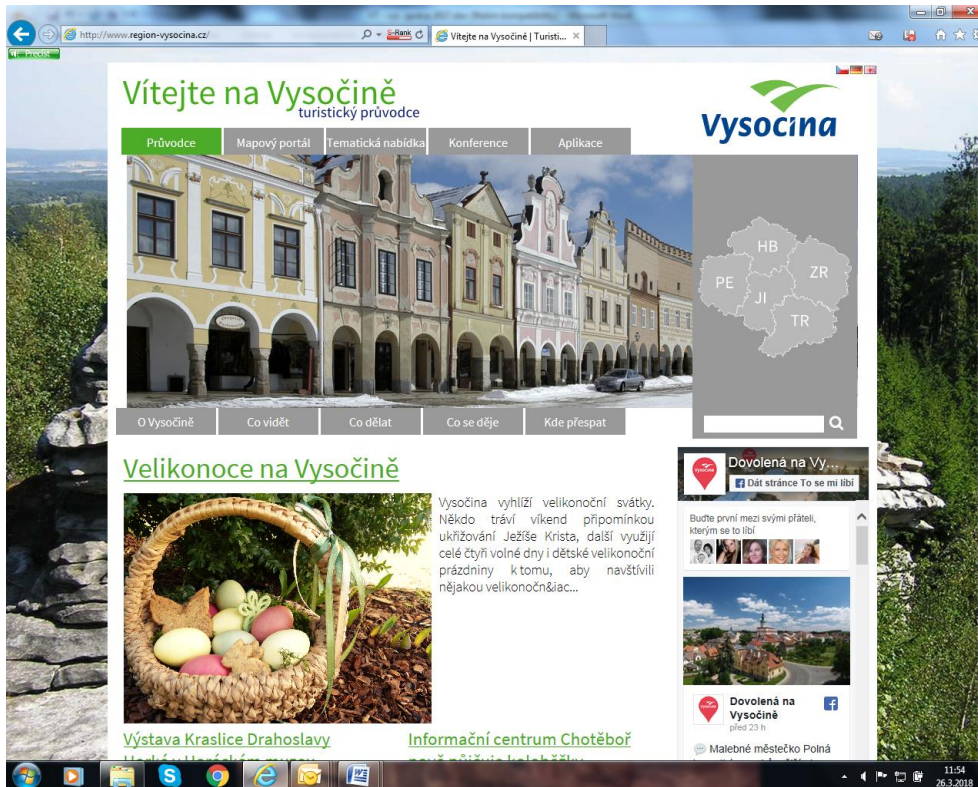 http://www.region-vysocina.cz/
S-Rank
Vítejte na Vysočině | Turisti...
Přečíst
Vítejte na Vysočině
turistický průvodce
Vysocina
Průvodce
Mapový portál
Tematická nabídka
Konference
Aplikace
HB
PE
ZR
JI
TR
O Vysočině
Co vidět
Co dělat
Co se děje
Kde přespat
Velikonoce na Vysočině
Vysočina vyhlíží velikonoční svátky.
Někdo tráví víkend připomínkou
ukřižování Ježíše Krista, další využijí
celé čtyři volné dny i dětské velikonoční
prázdniny k tomu, aby navštívili
nějakou velikonočn&iac...
Dovolená na Vy...
Dát stránce To se mi líbí
Buďte první mezi svými přáteli,
kterým se to líbí
Dovolená na
Vysočině
před 23 h
Malebné městečko Polná
Výstava Kraslice Drahoslavy
Informační centrum Chotěboř
11:54
26.3.2018